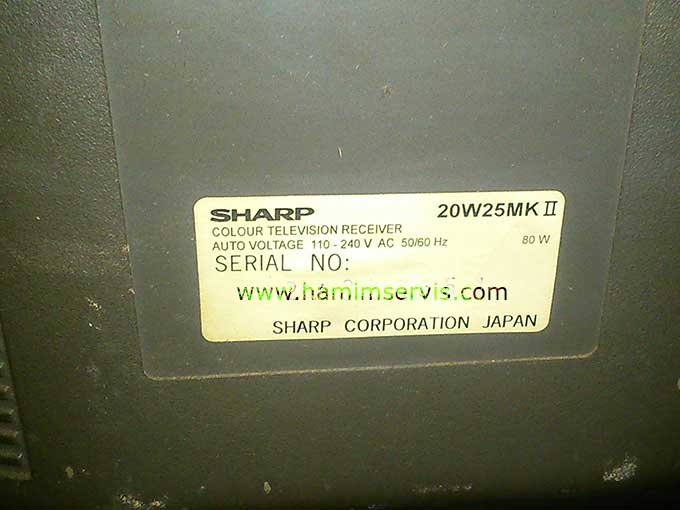 SHARP 20W25MK II
COLOUR TELEVISION RECEIVER
AUTO VOLTAGE 110 - 240 V AC 50/60 Hz 80 W
SERIAL NO:
www.hamimservis.com
SHARP CORPORATION JAPAN